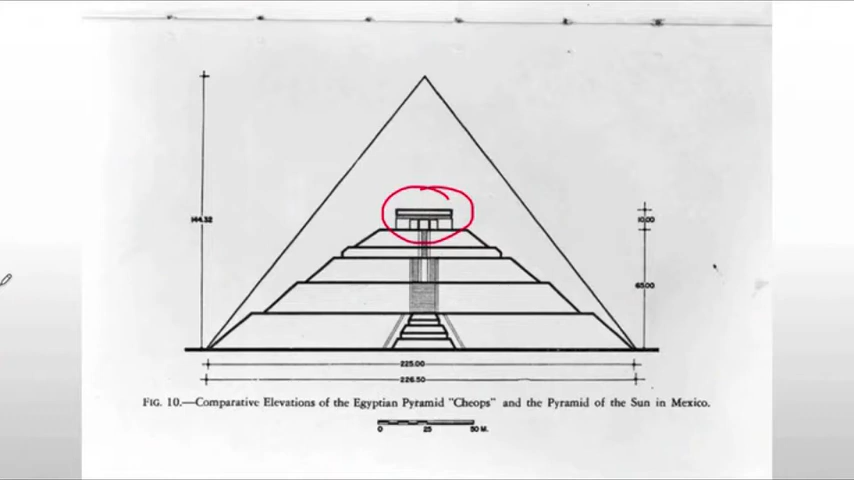 144.32
10.00
65.00
225.00
226.50
FIG. 10.—Comparative Elevations of the Egyptian Pyramid "Cheops" and the Pyramid of the Sun in Mexico.
0 25 50 M.